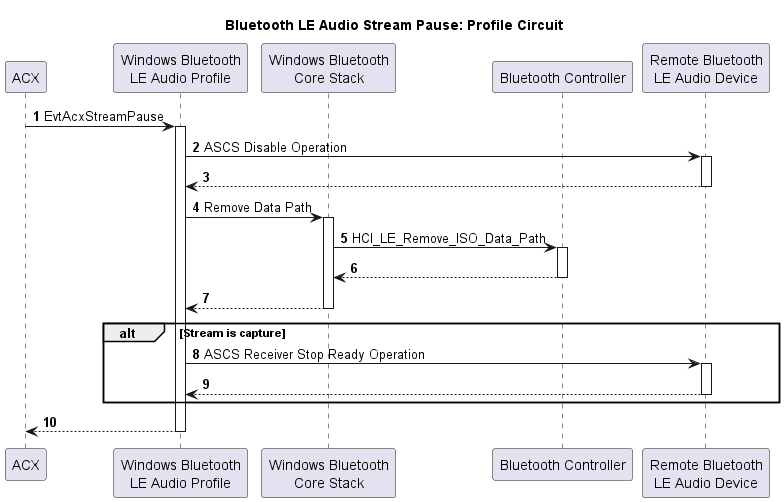 Bluetooth LE Audio Stream Pause: Profile Circuit
ACX
Windows Bluetooth
LE Audio Profile
Windows Bluetooth
Core Stack
Bluetooth Controller
Remote Bluetooth
LE Audio Device
1 EvtAcxStreamPause
2 ASCS Disable Operation
3
4 Remove Data Path
5 HCI_LE_Remove_ISO_Data_Path
6
7
alt [Stream is capture]
8 ASCS Receiver Stop Ready Operation
9
10
ACX
Windows Bluetooth
LE Audio Profile
Windows Bluetooth
Core Stack
Bluetooth Controller
Remote Bluetooth
LE Audio Device